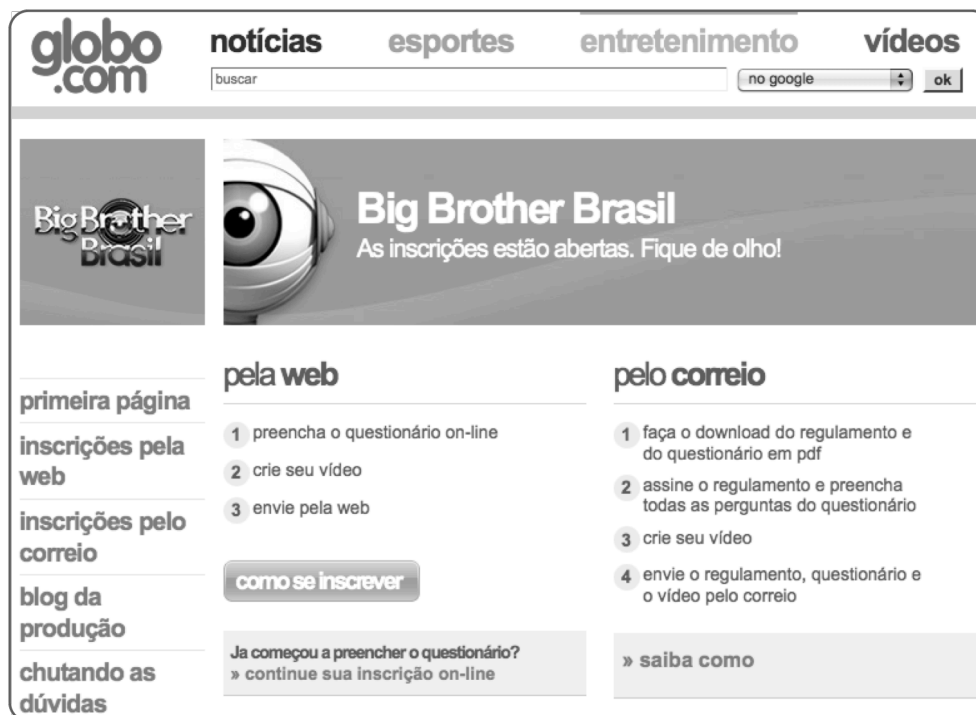 globo
.com
notícias esportes entretenimento vídeos
buscar no google ok
Big Brother
Brasil
Big Brother Brasil
As inscrições estão abertas. Fique de olho!
primeira página
inscrições pela
web
inscrições pelo
correio
blog da
produção
chutando as
dúvidas
pela web
1 preencha o questionário on-line
2 crie seu vídeo
3 envie pela web
como se inscrever
Ja começou a preencher o questionário?
» continue sua inscrição on-line
pelo correio
1 faça o download do regulamento e
do questionário em pdf
2 assine o regulamento e preencha
todas as perguntas do questionário
3 crie seu vídeo
4 envie o regulamento, questionário e
o vídeo pelo correio
» saiba como